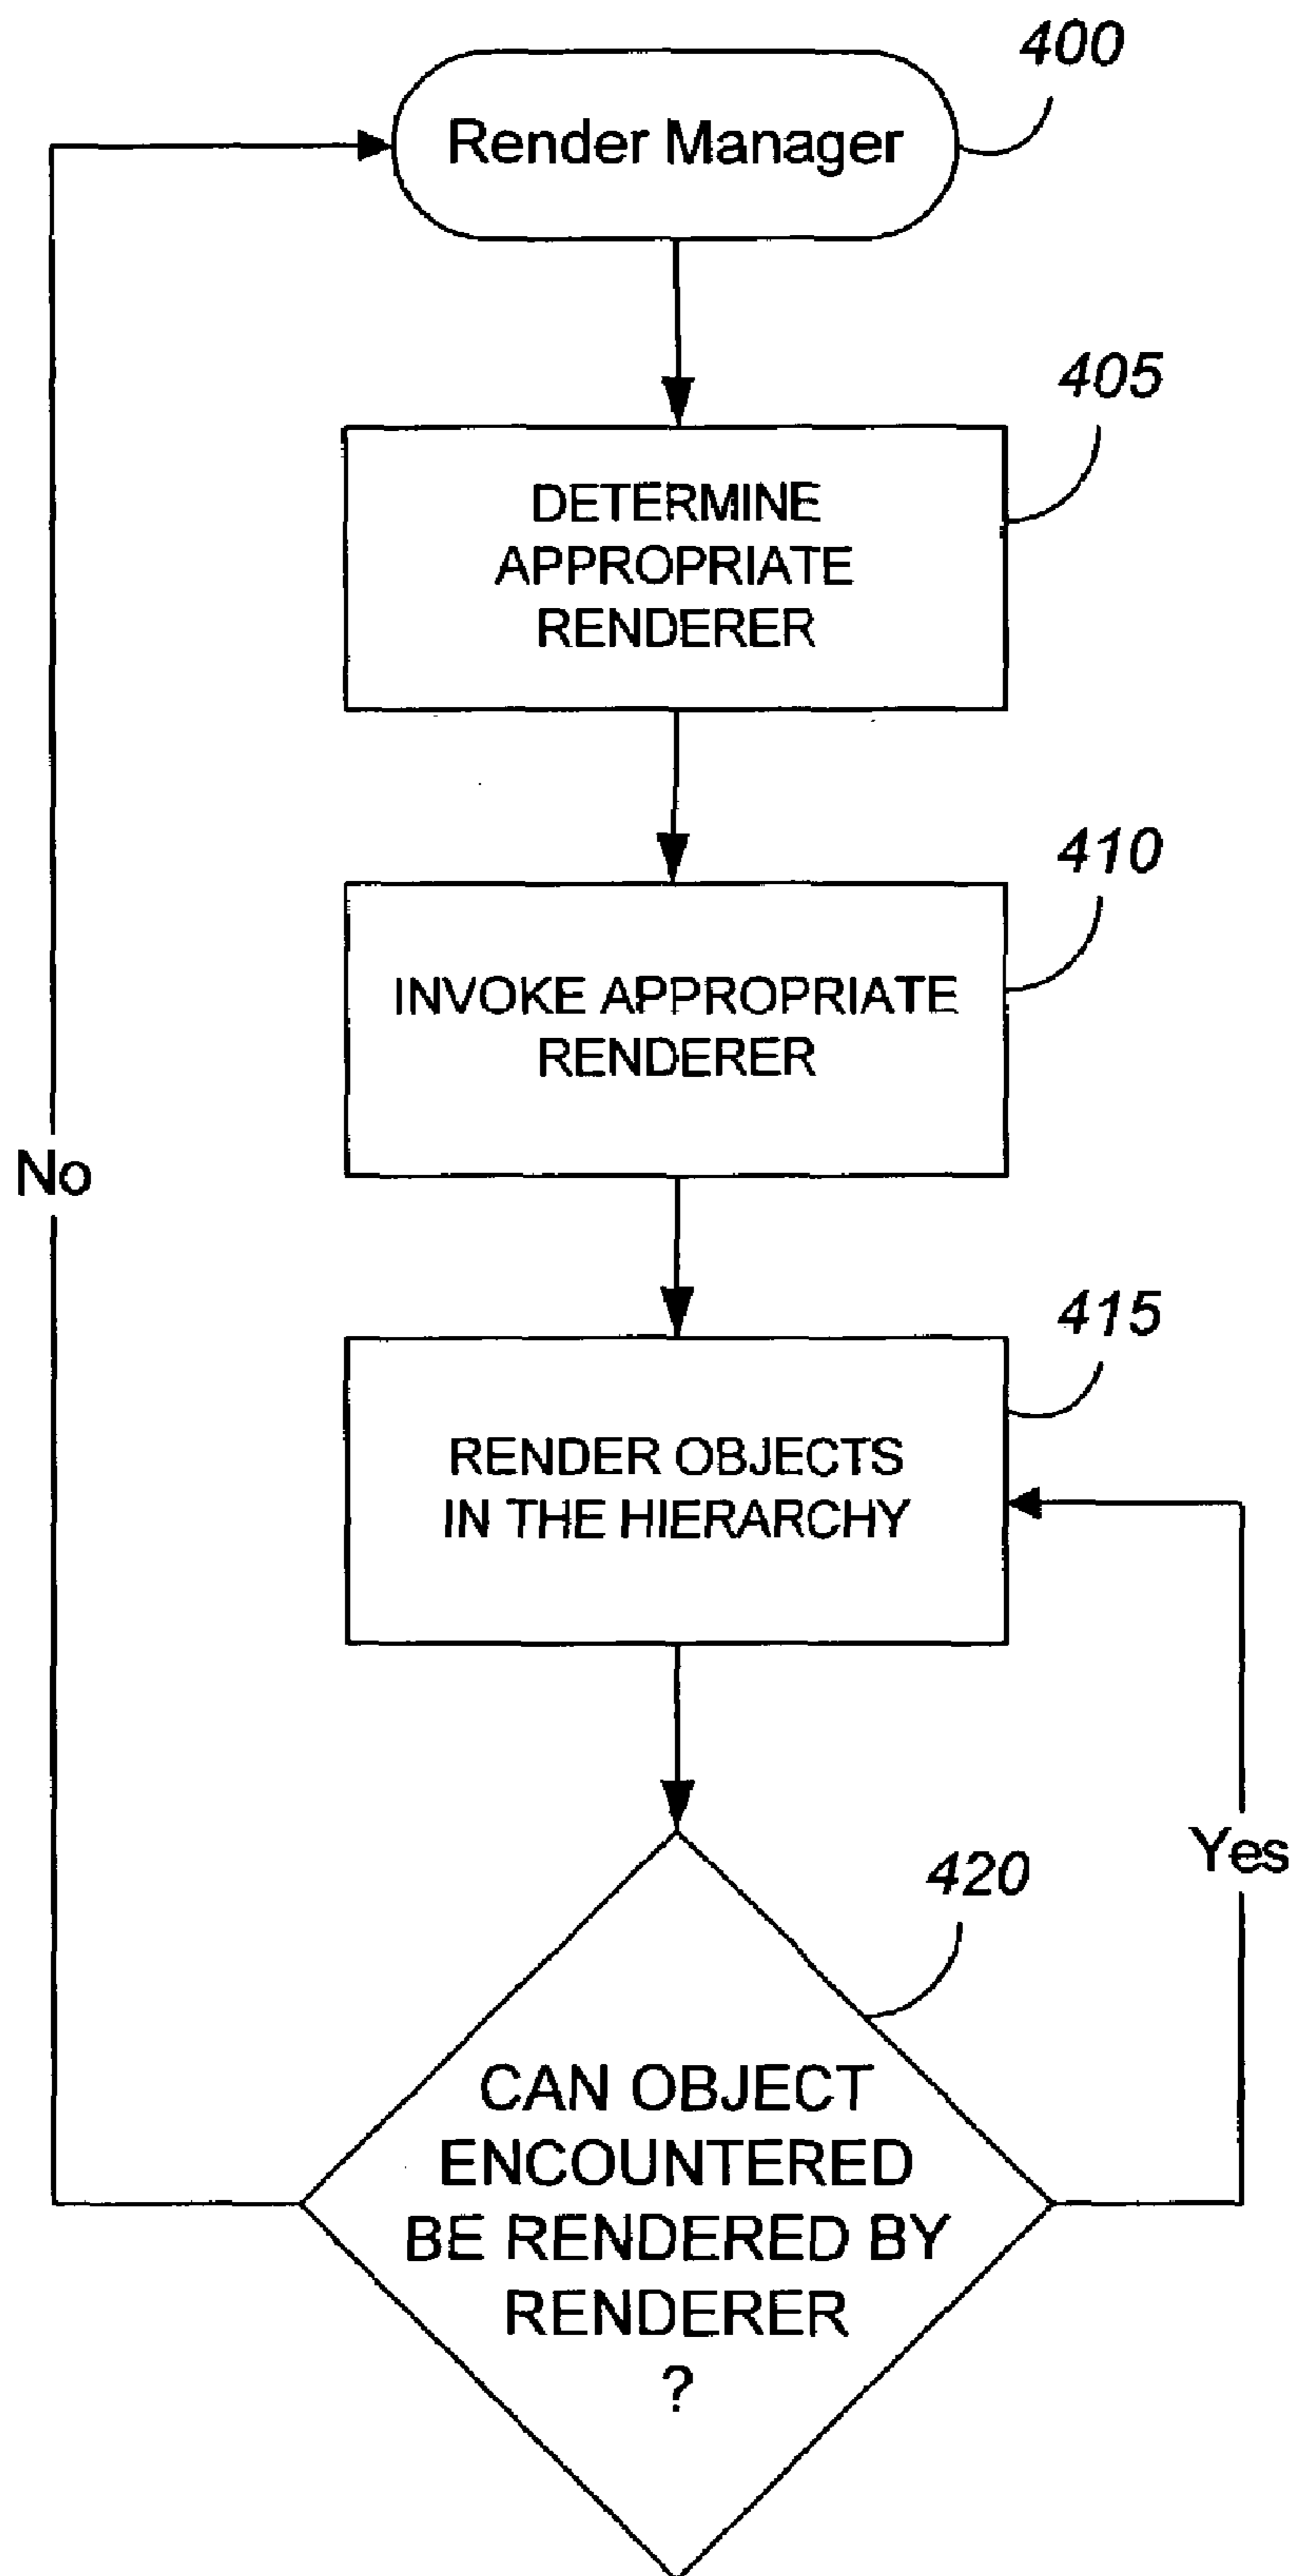 400
Render Manager
405
DETERMINE
APPROPRIATE
RENDERER
410
INVOKE APPROPRIATE
RENDERER
No
415
RENDER OBJECTS
IN THE HIERARCHY
Yes
420
CAN OBJECT
ENCOUNTERED
BE RENDERED BY
RENDERER
?